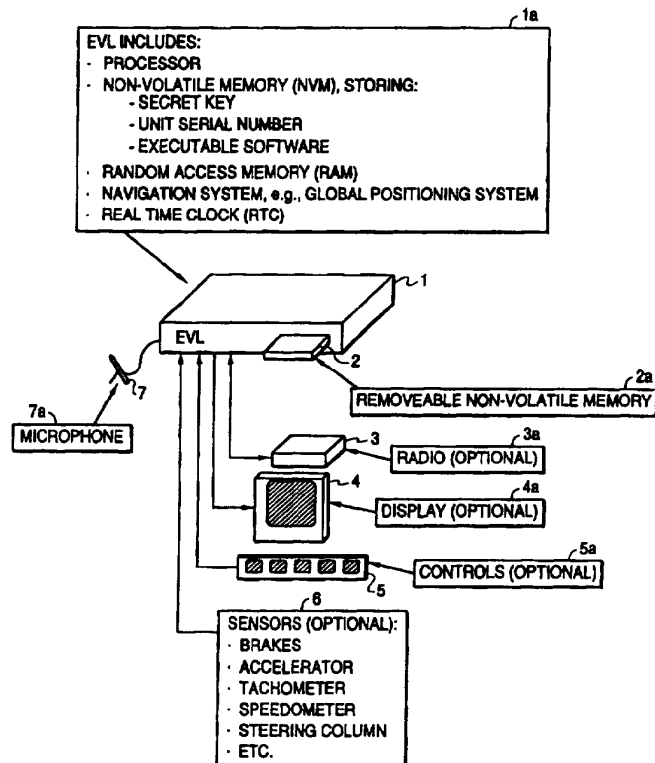 1a
EVL INCLUDES:
· PROCESSOR
· NON-VOLATILE MEMORY (NVM), STORING:
- SECRET KEY
- UNIT SERIAL NUMBER
- EXECUTABLE SOFTWARE
· RANDOM ACCESS MEMORY (RAM)
· NAVIGATION SYSTEM, e.g., GLOBAL POSITIONING SYSTEM
· REAL TIME CLOCK (RTC)
1
EVL
2
7
2a
REMOVEABLE NON-VOLATILE MEMORY
7a
MICROPHONE
3
3a
RADIO (OPTIONAL)
4
4a
DISPLAY (OPTIONAL)
5a
CONTROLS (OPTIONAL)
5
6
SENSORS (OPTIONAL):
· BRAKES
· ACCELERATOR
· TACHOMETER
· SPEEDOMETER
· STEERING COLUMN
· ETC.